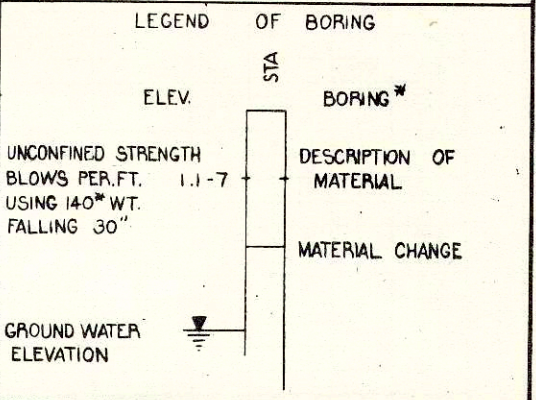 LEGEND OF BORING
STA
ELEV. BORING #
UNCONFINED STRENGTH
BLOWS PER.FT. 1.1-7
USING 140# WT.
FALLING 30"
DESCRIPTION OF
MATERIAL
MATERIAL CHANGE
GROUND WATER
ELEVATION